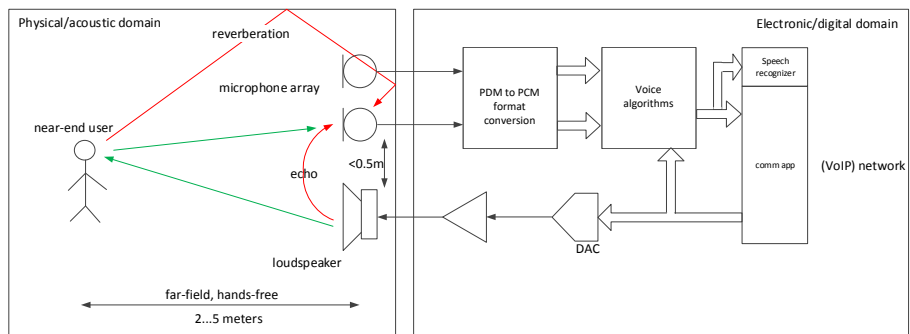 Physical/acoustic domain
Electronic/digital domain
reverberation
microphone array
near-end user
<0.5m
echo
loudspeaker
far-field, hands-free
2...5 meters
PDM to PCM
format
conversion
Voice
algorithms
Speech
recognizer
comm app
(VoIP) network
DAC